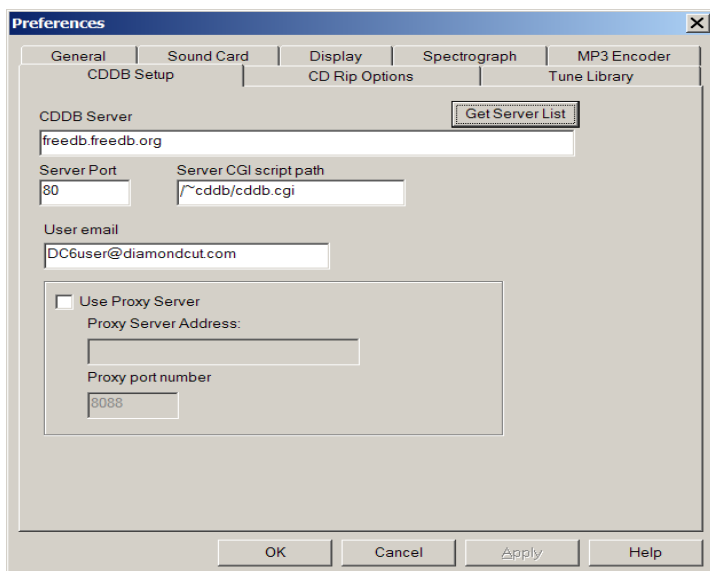 Preferences
General Sound Card Display Spectrograph MP3 Encoder
CDDB Setup CD Rip Options Tune Library
CDDB Server Get Server List
freedb.freedb.org
Server Port Server CGI script path
80 /~cddb/cddb.cgi
User email
DC6user@diamondcut.com
Use Proxy Server
Proxy Server Address:
Proxy port number
8088
OK Cancel Apply Help